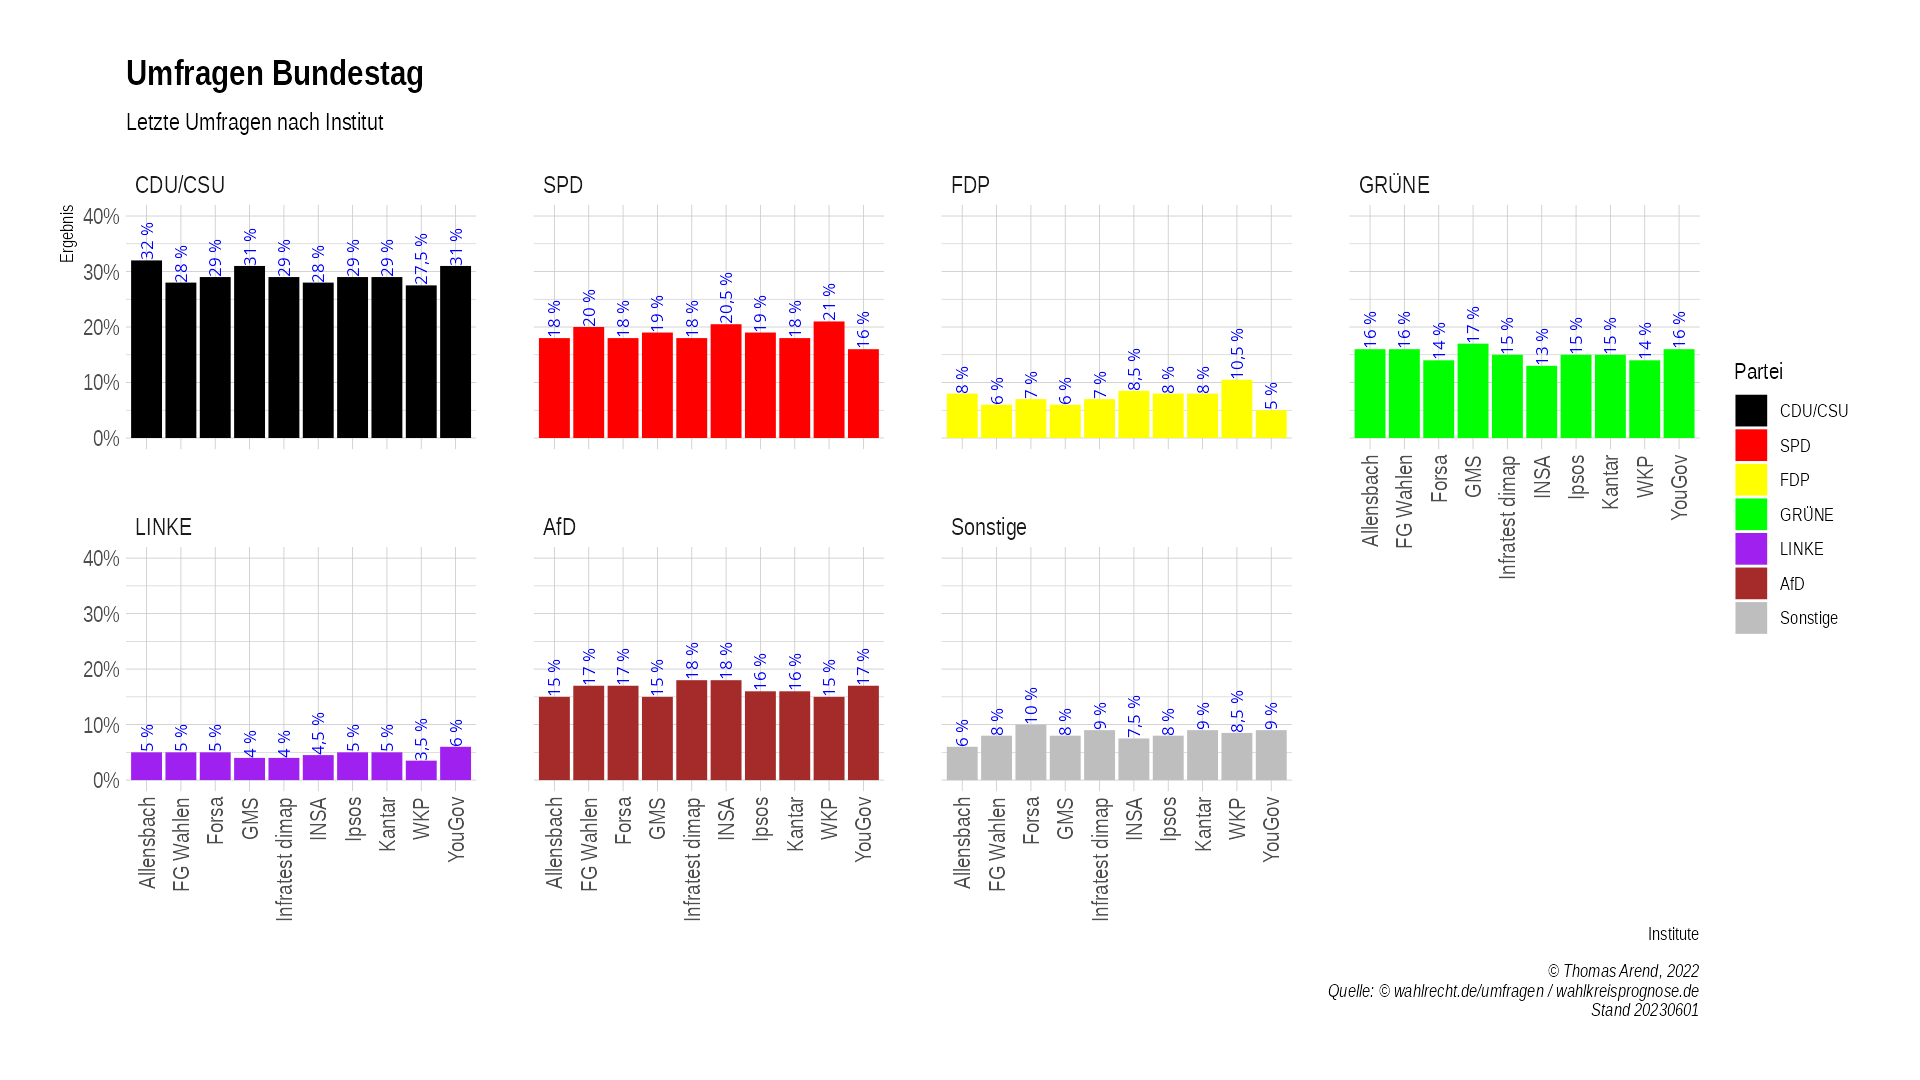 Umfragen Bundestag
Letzte Umfragen nach Institut
CDU/CSU
Ergebnis
40%
30%
20%
10%
0%
32 %
28 %
29 %
31 %
29 %
28 %
29 %
29 %
27,5 %
31 %
SPD
18 %
20 %
18 %
19 %
18 %
20,5 %
19 %
18 %
21 %
16 %
FDP
8 %
6 %
7 %
6 %
7 %
8,5 %
8 %
8 %
10,5 %
5 %
GRÜNE
16 %
16 %
14 %
17 %
15 %
13 %
15 %
15 %
14 %
16 %
Allensbach
FG Wahlen
Forsa
GMS
Infratest dimap
INSA
Ipsos
Kantar
WKP
YouGov
LINKE
40%
30%
20%
10%
0%
5 %
5 %
5 %
4 %
4 %
4,5 %
5 %
5 %
3,5 %
6 %
Allensbach
FG Wahlen
Forsa
GMS
Infratest dimap
INSA
Ipsos
Kantar
WKP
YouGov
AfD
15 %
17 %
17 %
15 %
18 %
18 %
16 %
16 %
15 %
17 %
Allensbach
FG Wahlen
Forsa
GMS
Infratest dimap
INSA
Ipsos
Kantar
WKP
YouGov
Sonstige
6 %
8 %
10 %
8 %
9 %
7,5 %
8 %
9 %
8,5 %
9 %
Allensbach
FG Wahlen
Forsa
GMS
Infratest dimap
INSA
Ipsos
Kantar
WKP
YouGov
Partei
CDU/CSU
SPD
FDP
GRÜNE
LINKE
AfD
Sonstige
Institute
© Thomas Arend, 2022
Quelle: © wahlrecht.de/umfragen / wahlkreisprognose.de
Stand 20230601